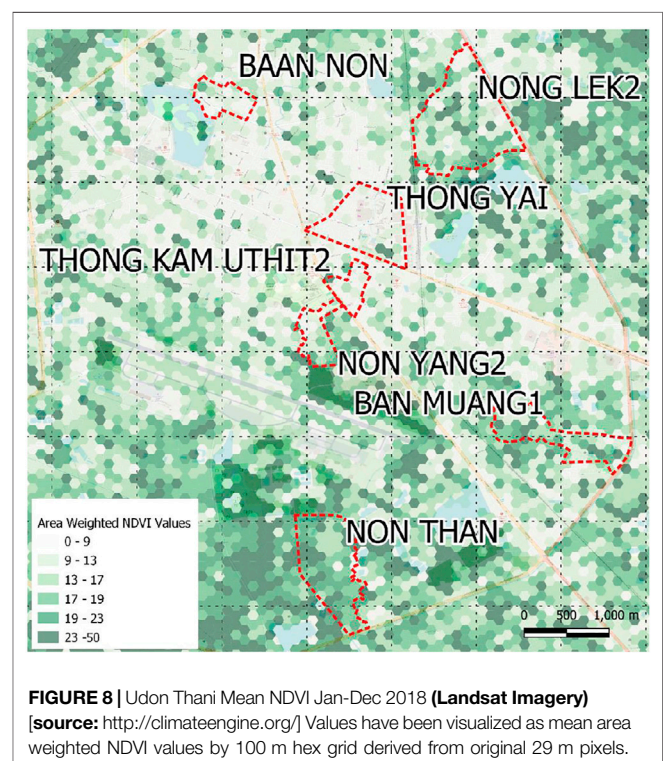 BAAN NON
NONG LEK2
THONG YAI
THONG KAM UTHIT2
NON YANG2
BAN MUANG1
NON THAN
Area Weighted NDVI Values
0 - 9
9 - 13
13 - 17
17 - 19
19 - 23
23 -50
0 500 1,000 m
FIGURE 8 | Udon Thani Mean NDVI Jan-Dec 2018 (Landsat Imagery)
[source: http://climateengine.org/] Values have been visualized as mean area
weighted NDVI values by 100 m hex grid derived from original 29 m pixels.